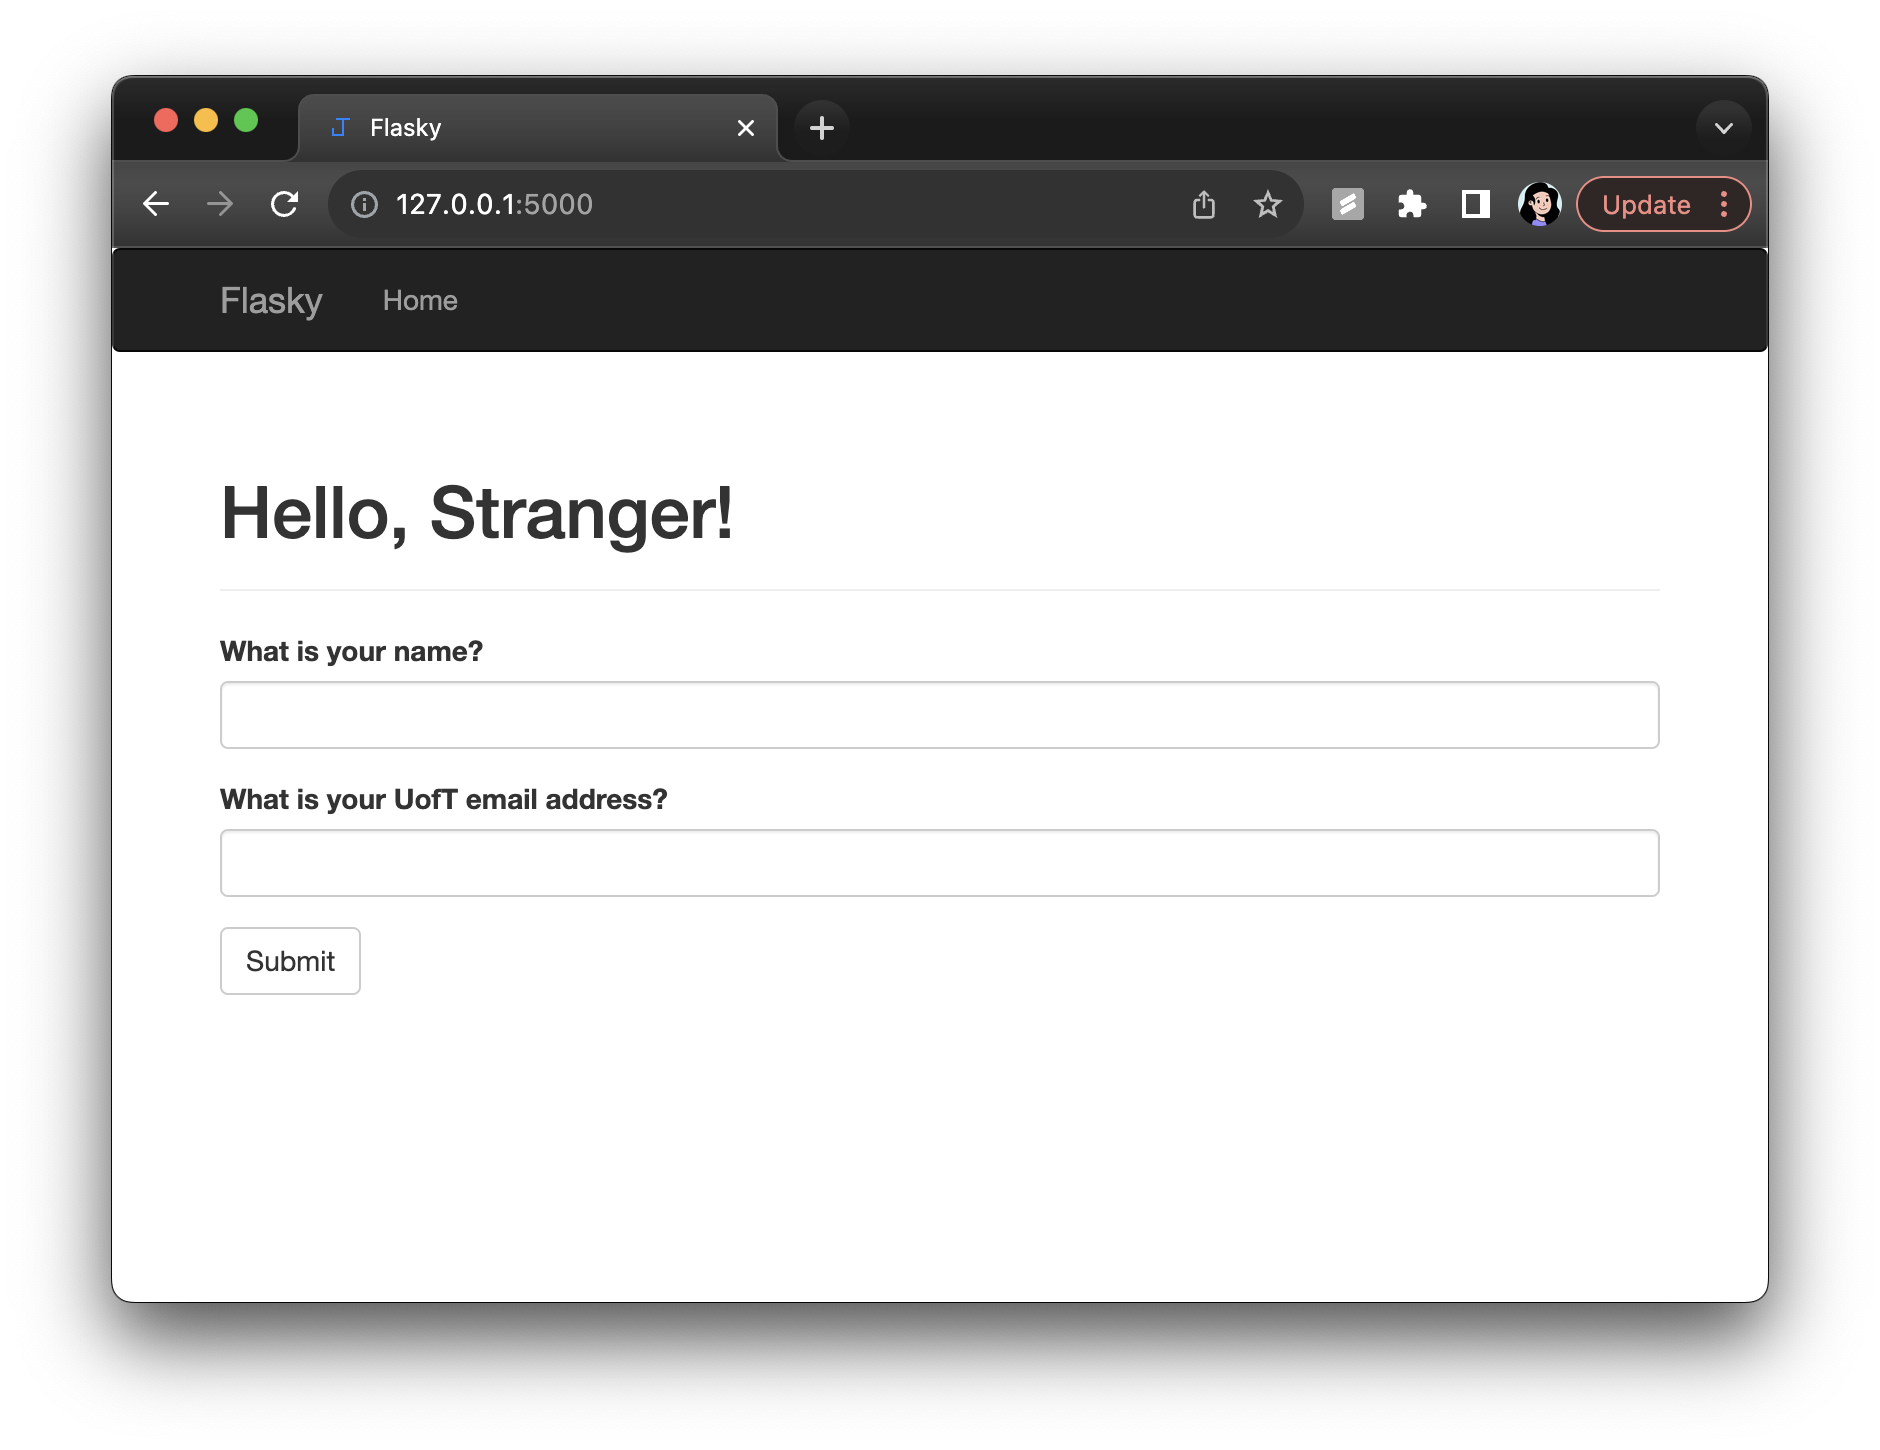 Flasky
127.0.0.1:5000
Update
Flasky Home
Hello, Stranger!
What is your name?
What is your UofT email address?
Submit